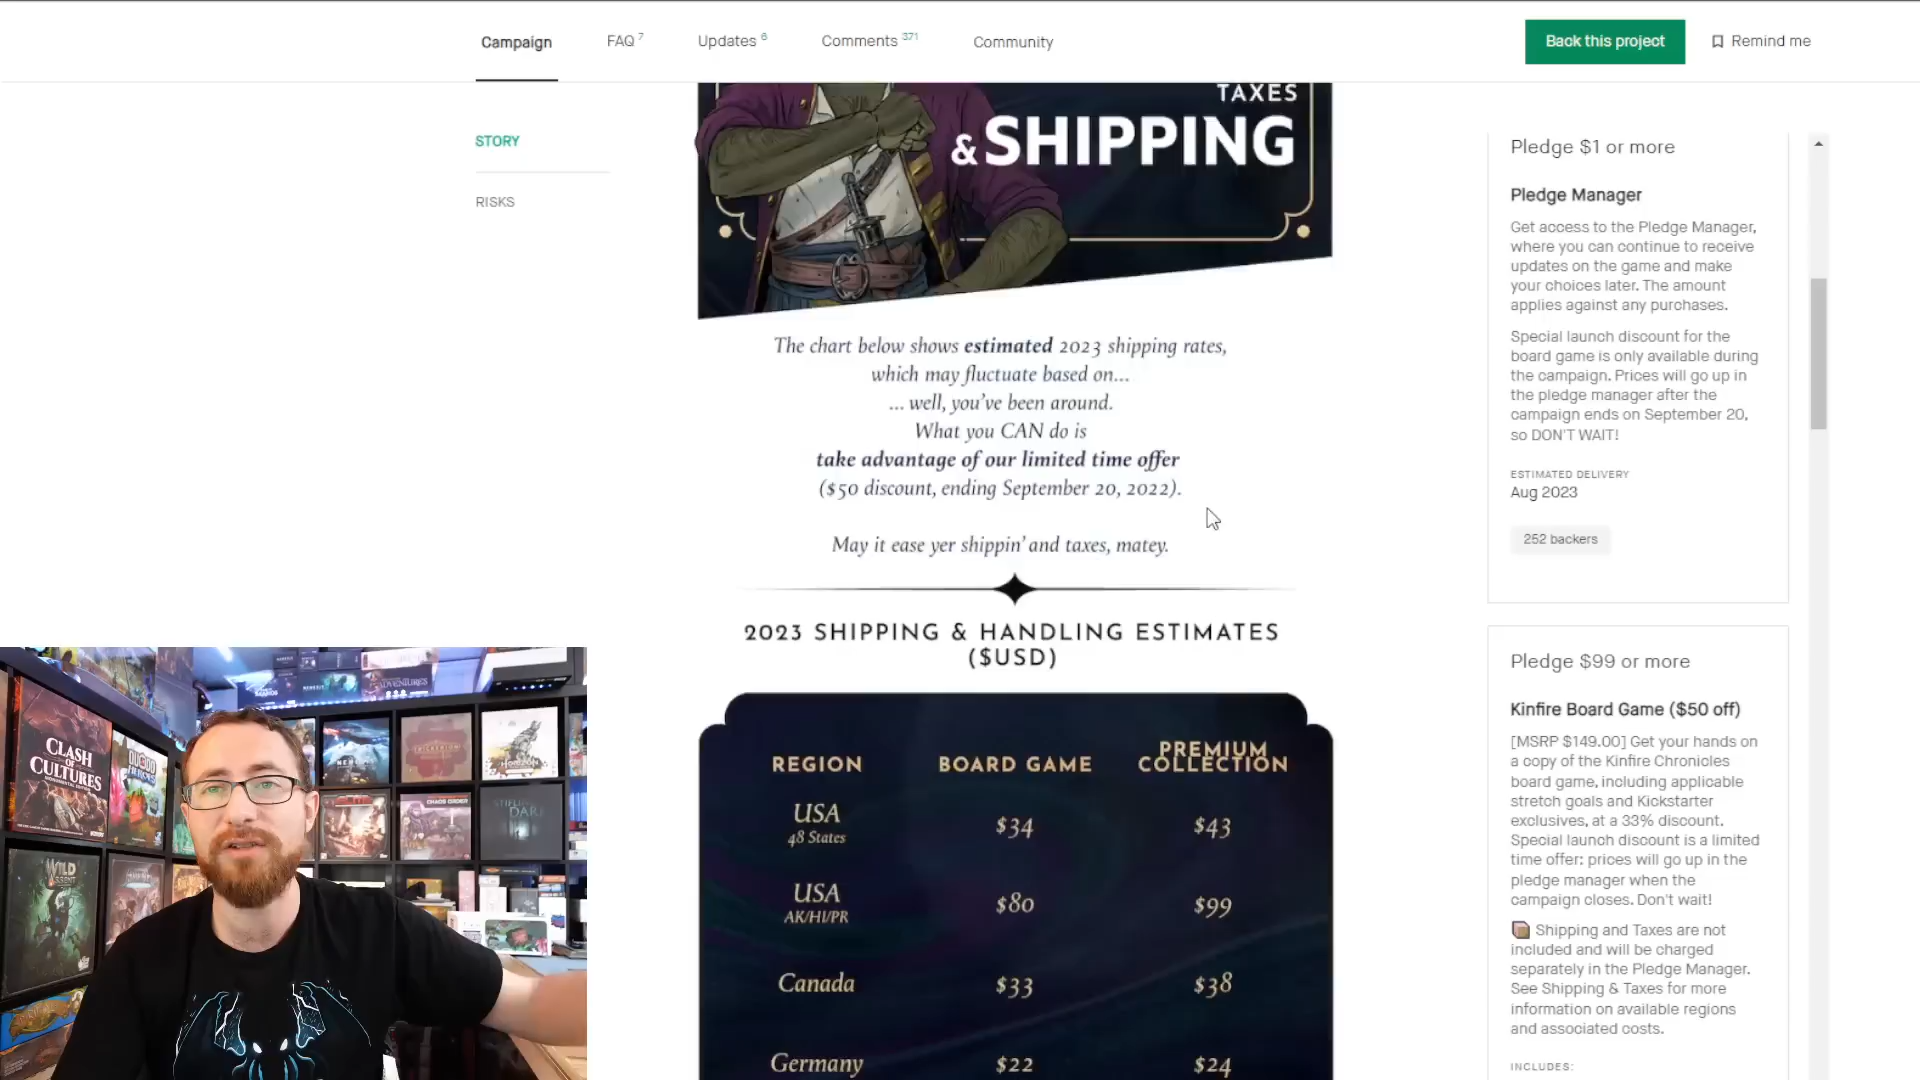 Campaign
FAQ 7
Updates 6
Comments 371
Community
Back this project
Remind me
STORY
RISKS
TAXES
& SHIPPING
The chart below shows estimated 2023 shipping rates,
which may fluctuate based on...
... well, you've been around.
What you CAN do is
take advantage of our limited time offer
($50 discount, ending September 20, 2022).
May it ease yer shippin' and taxes, matey.
2023 SHIPPING & HANDLING ESTIMATES
($USD)
REGION BOARD GAME PREMIUM COLLECTION
USA
48 States
$34 $43
USA
AK/HI/PR
$80 $99
Canada $33 $38
Germany $22 $24
Pledge $1 or more
Pledge Manager
Get access to the Pledge Manager,
where you can continue to receive
updates on the game and make
your choices later. The amount
applies against any purchases.
Special launch discount for the
board game is only available during
the campaign. Prices will go up in
the pledge manager after the
campaign ends on September 20,
so DON'T WAIT!
ESTIMATED DELIVERY
Aug 2023
252 backers
Pledge $99 or more
Kinfire Board Game ($50 off)
[MSRP $149.00] Get your hands on
a copy of the Kinfire Chronicles
board game, including applicable
stretch goals and Kickstarter
exclusives, at a 33% discount.
Special launch discount is a limited
time offer: prices will go up in the
pledge manager when the
campaign closes. Don't wait!
Shipping and Taxes are not
included and will be charged
separately in the Pledge Manager.
See Shipping & Taxes for more
information on available regions
and associated costs.
INCLUDES:
CLASH
OF
CULTURES
HORIZON
WILD
DARK